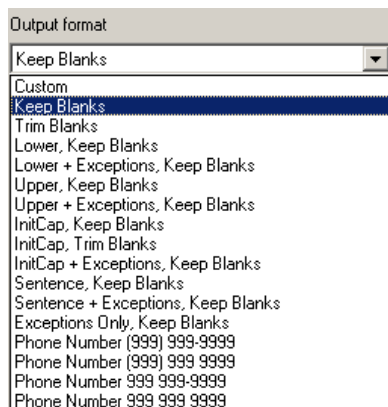 Output format
Keep Blanks
Custom
Keep Blanks
Trim Blanks
Lower, Keep Blanks
Lower + Exceptions, Keep Blanks
Upper, Keep Blanks
Upper + Exceptions, Keep Blanks
InitCap, Keep Blanks
InitCap, Trim Blanks
InitCap + Exceptions, Keep Blanks
Sentence, Keep Blanks
Sentence + Exceptions, Keep Blanks
Exceptions Only, Keep Blanks
Phone Number (999) 999-9999
Phone Number (999) 999 9999
Phone Number 999 999-9999
Phone Number 999 999 9999